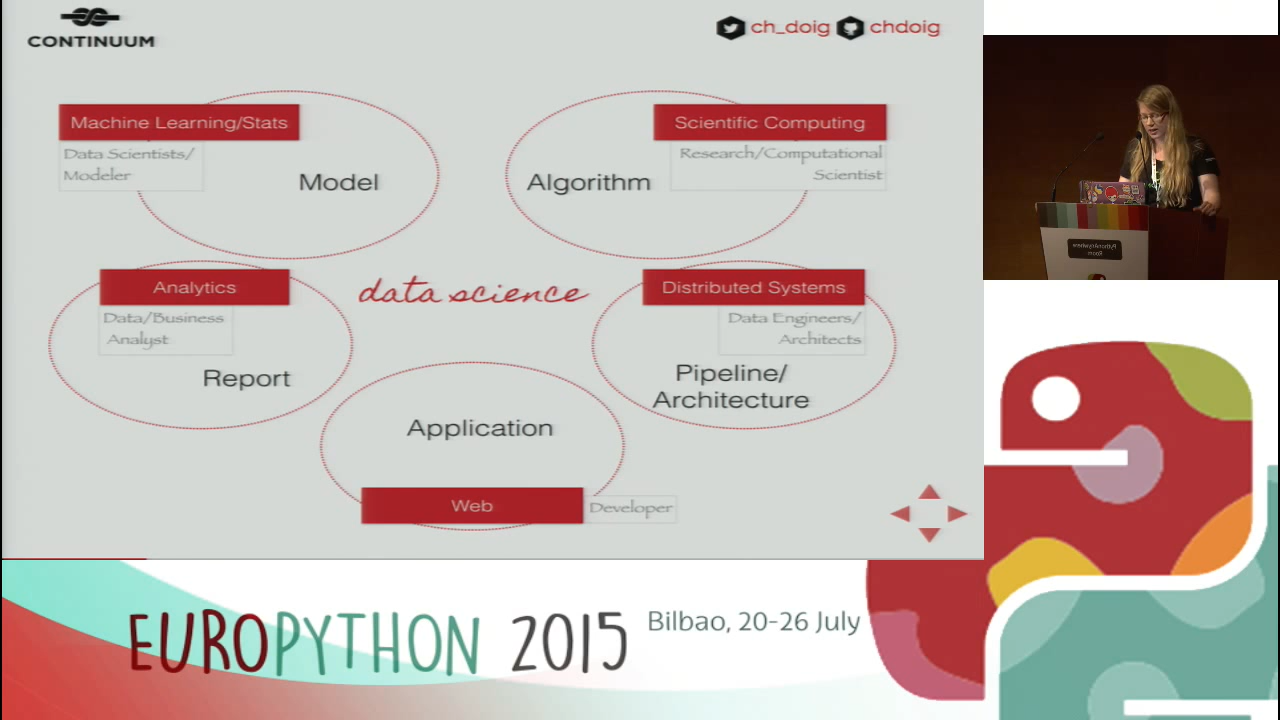 CONTINUUM
ch_doig chdoig
Machine Learning/Stats
Data Scientists/
Modeler
Model
Scientific Computing
Research/Computational
Scientist
Algorithm
Analytics
Data/Business
Analyst
Report
data science
Distributed Systems
Data Engineers/
Architects
Pipeline/
Architecture
Application
Web
Developer
PythonAnywhere
Room
EUROPYTHON 2015
Bilbao, 20-26 July